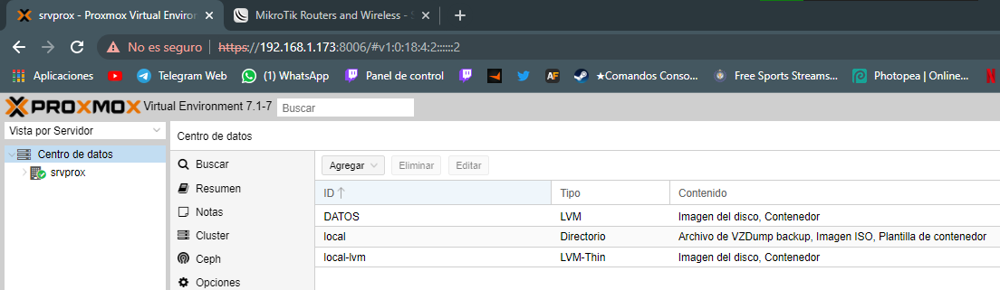 srvprox - Proxmox Virtual Enviror
MikroTik Routers and Wireless - S
No es seguro | https://192.168.1.173:8006/#v1:0:18:4:2::::::2
Aplicaciones Telegram Web (1) WhatsApp Panel de control AF ★Comandos Conso... Free Sports Streams... Photopea | Online... N
PROXMOX Virtual Environment 7.1-7 Buscar
Vista por Servidor
Centro de datos
srvprox
Centro de datos
Buscar
Resumen
Notas
Cluster
Ceph
Opciones
Agregar Eliminar Editar
ID ↑ Tipo Contenido
DATOS LVM Imagen del disco, Contenedor
local Directorio Archivo de VZDump backup, Imagen ISO, Plantilla de contenedor
local-lvm LVM-Thin Imagen del disco, Contenedor